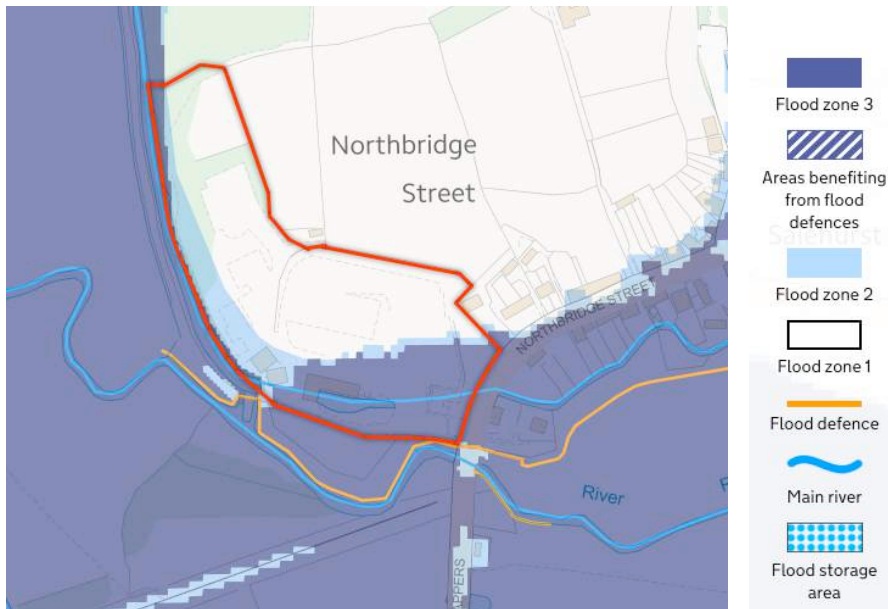 Northbridge
Street
NORTHBRIDGE STREET
River
Flood zone 3
Areas benefiting
from flood
defences
Flood zone 2
Flood zone 1
Flood defence
Main river
Flood storage
area